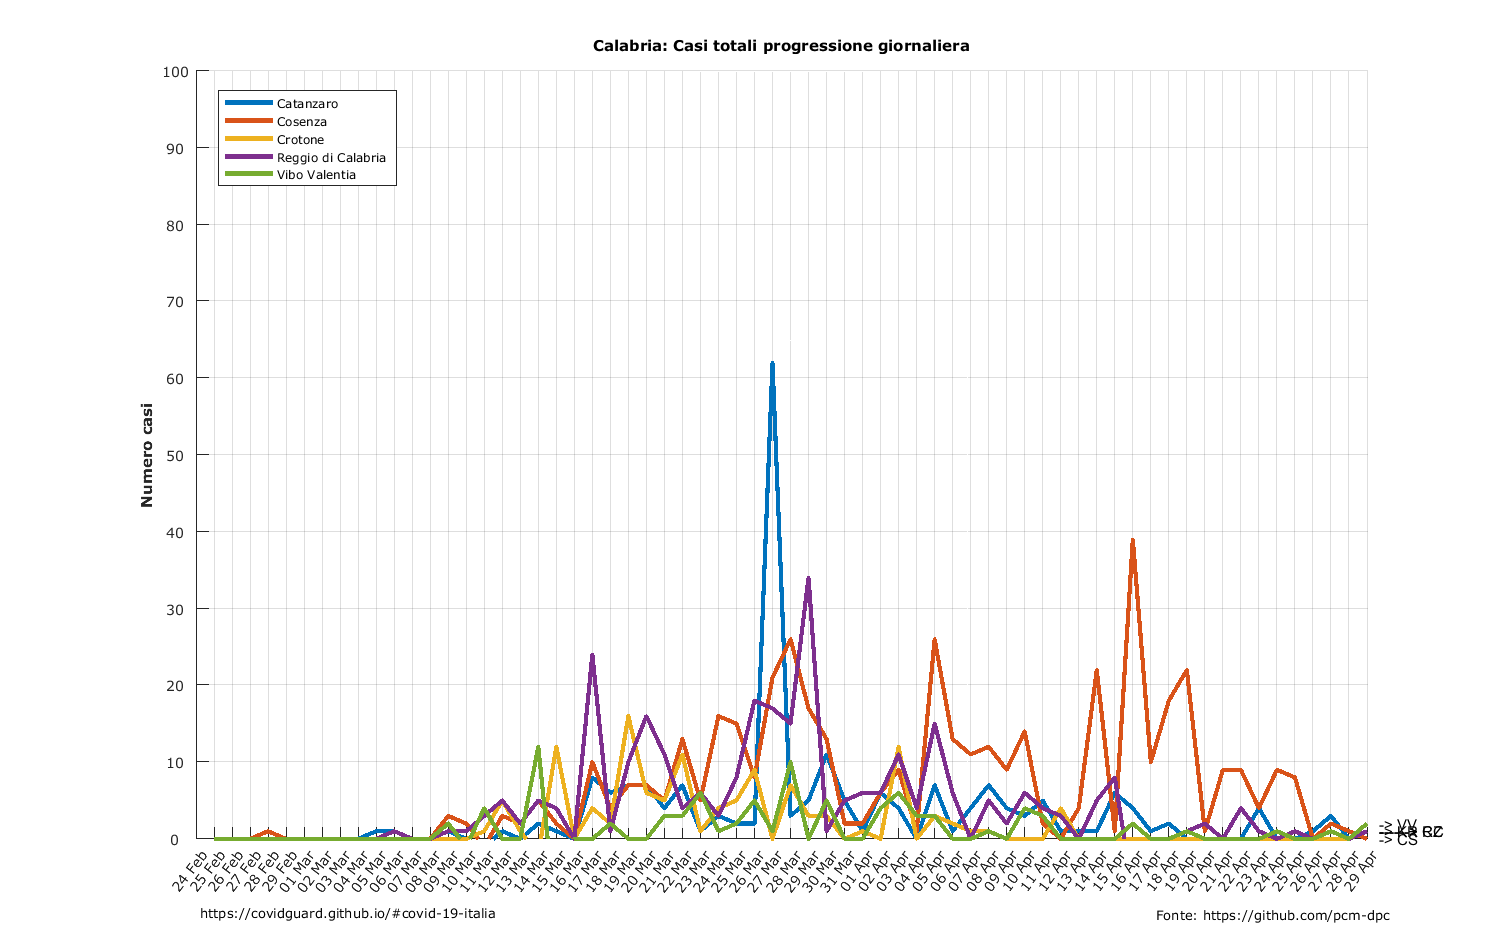 Calabria: Casi totali progressione giornaliera
100
90
80
70
60
50
40
30
20
10
0
Numero casi
Catanzaro
Cosenza
Crotone
Reggio di Calabria
Vibo Valentia
24 Feb
25 Feb
26 Feb
27 Feb
28 Feb
29 Feb
01 Mar
02 Mar
03 Mar
04 Mar
05 Mar
06 Mar
07 Mar
08 Mar
09 Mar
10 Mar
11 Mar
12 Mar
13 Mar
14 Mar
15 Mar
16 Mar
17 Mar
18 Mar
19 Mar
20 Mar
21 Mar
22 Mar
23 Mar
24 Mar
25 Mar
26 Mar
27 Mar
28 Mar
29 Mar
30 Mar
31 Mar
01 Apr
02 Apr
03 Apr
04 Apr
05 Apr
06 Apr
07 Apr
08 Apr
09 Apr
10 Apr
11 Apr
12 Apr
13 Apr
14 Apr
15 Apr
16 Apr
17 Apr
18 Apr
19 Apr
20 Apr
21 Apr
22 Apr
23 Apr
24 Apr
25 Apr
26 Apr
27 Apr
28 Apr
29 Apr
-> VV
-> CS
https://covidguard.github.io/#covid-19-italia
Fonte: https://github.com/pcm-dpc